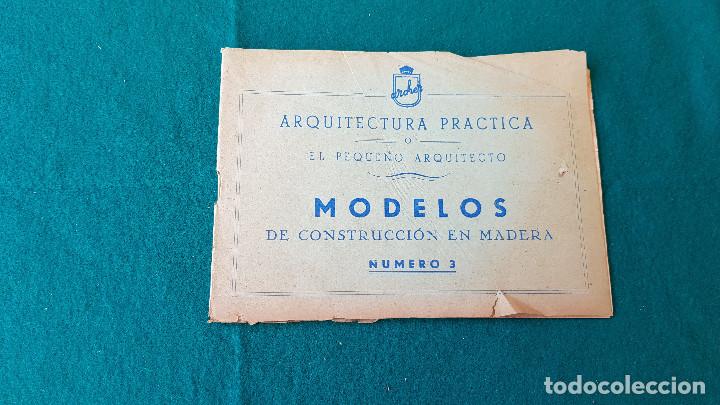 archer
ARQUITECTURA PRACTICA
O
EL PEQUEÑO ARQUITECTO
MODELOS
DE CONSTRUCCIÓN EN MADERA
NUMERO 3
todocoleccion